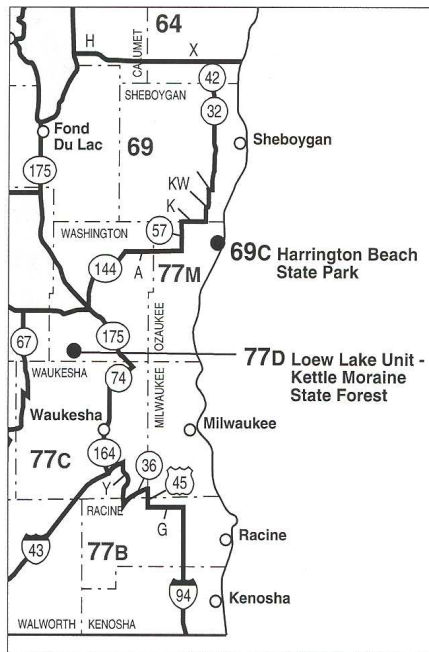 64
H
CALUMET
X
42
SHEBOYGAN
32
Fond
Du Lac
69
Sheboygan
175
KW
K
WASHINGTON
57
69C Harrington Beach
State Park
144
A
77M
OZAUKEE
67
175
77D Loew Lake Unit -
Kettle Moraine
State Forest
WAUKESHA
74
MILWAUKEE
Waukesha
Milwaukee
77C
164
36
Y
45
RACINE
G
43
77B
Racine
94
Kenosha
WALWORTH
KENOSHA